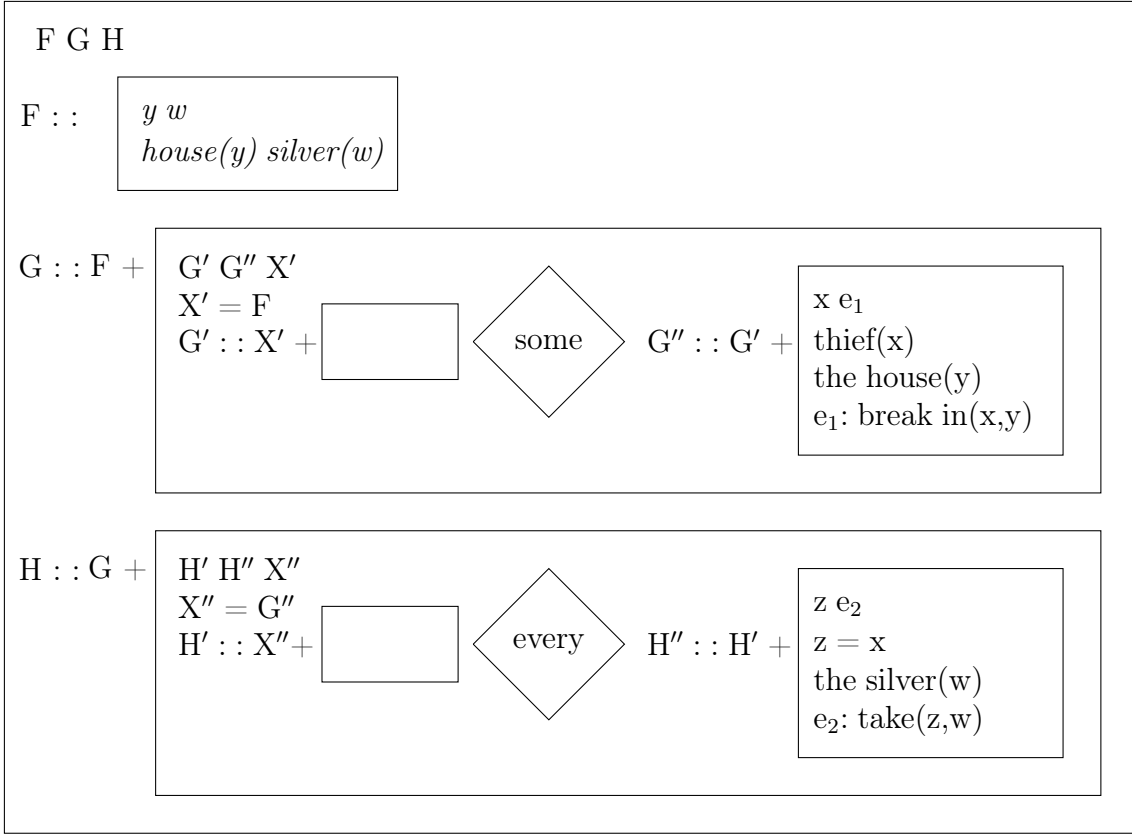 F G H
F : :
y w
house(y) silver(w)
G : : F +
G′ G″ X′
X′ = F
G′ : : X′ +
some
G″ : : G′ +
x e₁
thief(x)
the house(y)
e₁: break in(x,y)
H : : G +
H′ H″ X″
X″ = G″
H′ : : X″+
every
H″ : : H′ +
z e₂
z = x
the silver(w)
e₂: take(z,w)